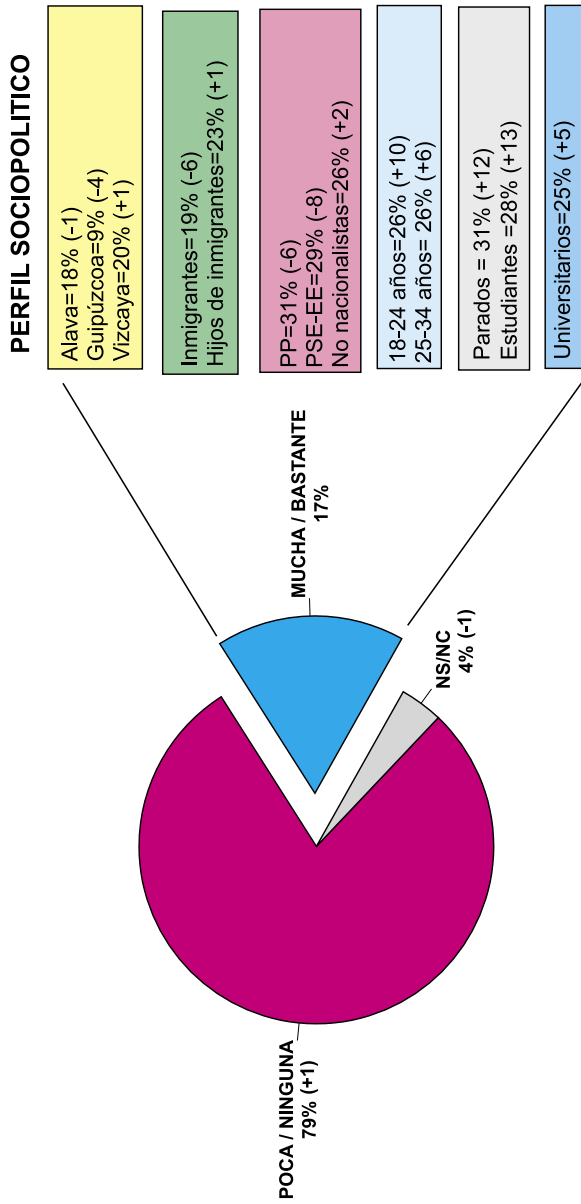 PERFIL SOCIOPOLITICO
Alava=18% (-1)
Guipúzcoa=9% (-4)
Vizcaya=20% (+1)
Inmigrantes=19% (-6)
Hijos de inmigrantes=23% (+1)
PP=31% (-6)
PSE-EE=29% (-8)
No nacionalistas=26% (+2)
18-24 años=26% (+10)
25-34 años= 26% (+6)
Parados = 31% (+12)
Estudiantes =28% (+13)
Universitarios=25% (+5)
MUCHA / BASTANTE
17%
NS/NC
4% (-1)
POCA / NINGUNA
79% (+1)